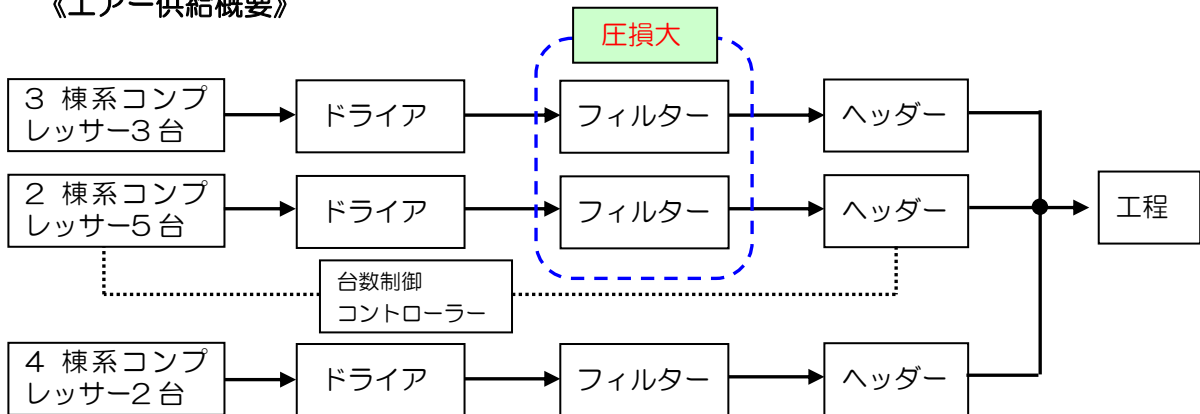 《エアー供給概要》
圧損大
3 棟系コンプ
レッサー3 台
ドライア
フィルター
ヘッダー
2 棟系コンプ
レッサー5 台
ドライア
フィルター
ヘッダー
工程
台数制御
コントローラー
4 棟系コンプ
レッサー2 台
ドライア
フィルター
ヘッダー